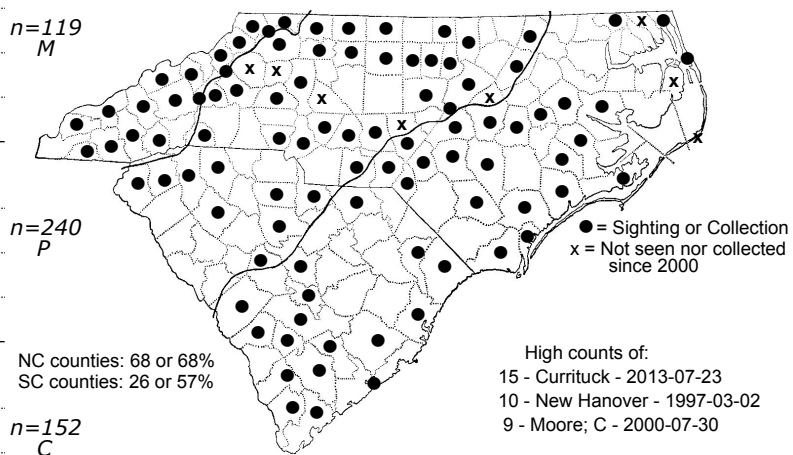 n=119
M
n=240
P
n=152
C
● = Sighting or Collection
x = Not seen nor collected
since 2000
NC counties: 68 or 68%
SC counties: 26 or 57%
High counts of:
15 - Currituck - 2013-07-23
10 - New Hanover - 1997-03-02
9 - Moore; C - 2000-07-30